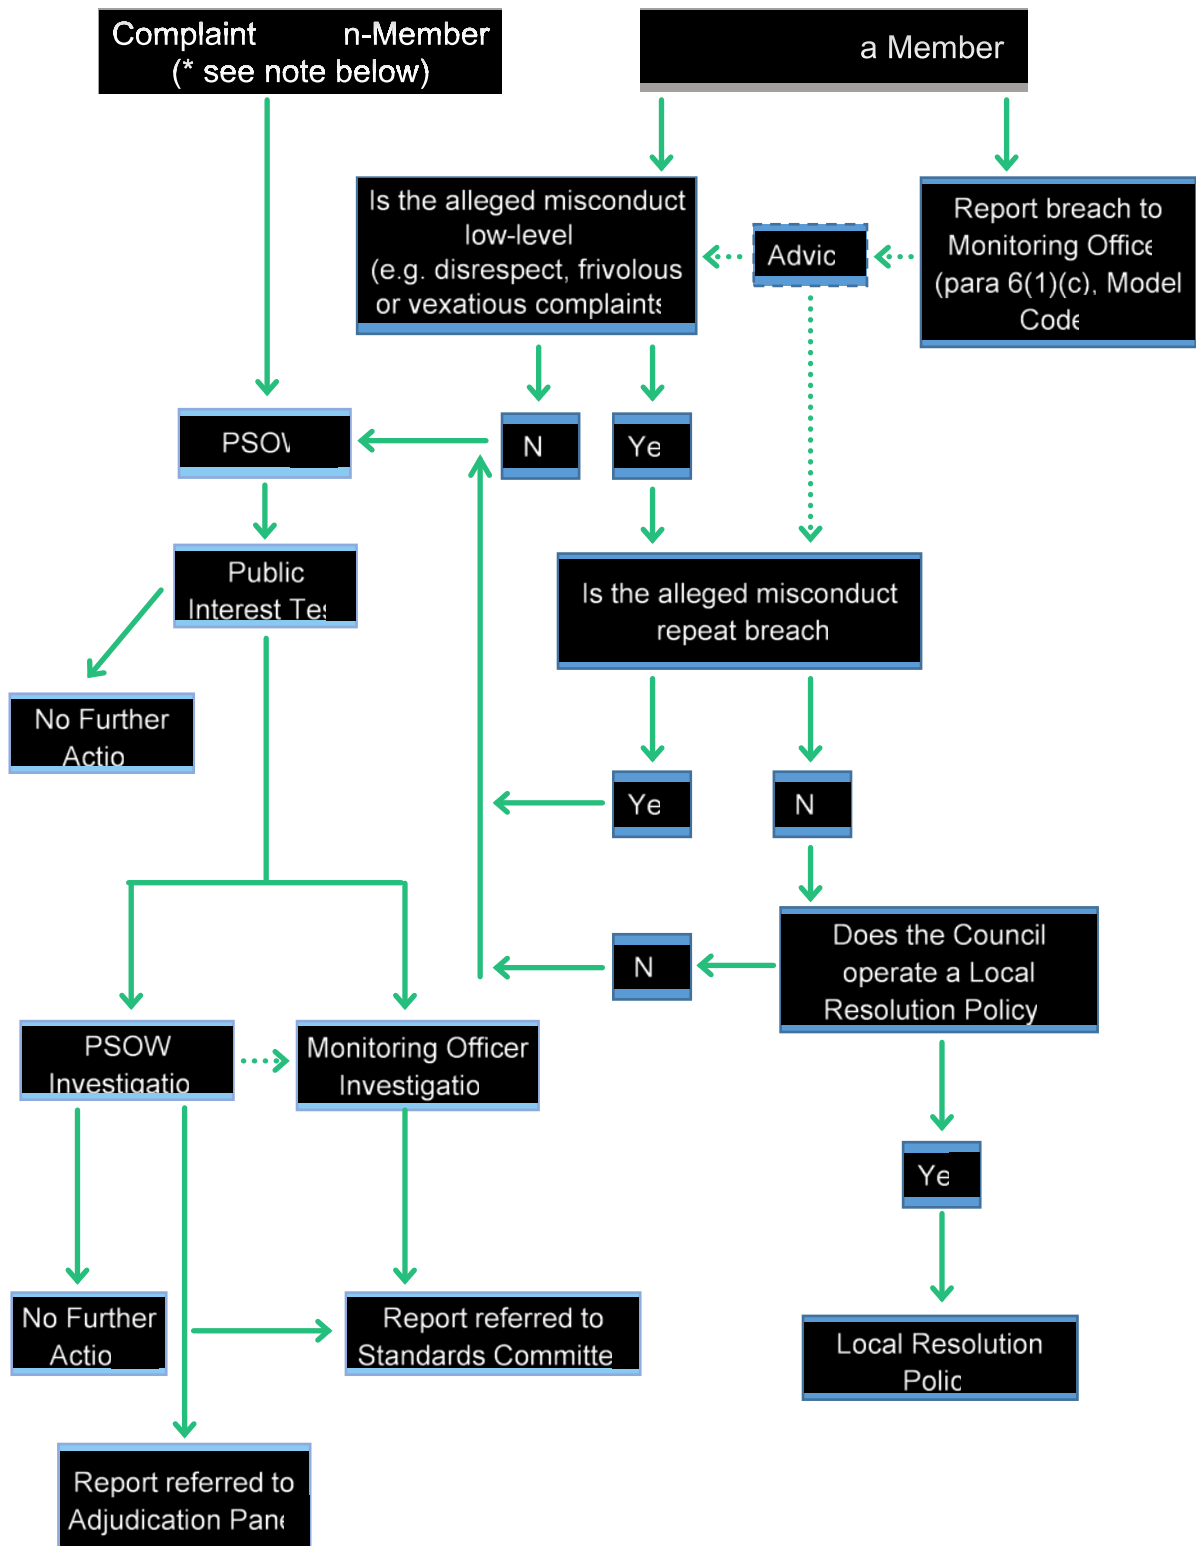 Complaint n-Member
(* see note below)
a Member
Is the alleged misconduct
low-level
(e.g. disrespect, frivolous
or vexatious complaints
Advic
Report breach to
Monitoring Office
(para 6(1)(c), Model
Code
PSOW
N
Ye
Public
Interest Tes
Is the alleged misconduct
repeat breach
No Further
Actio
Ye
N
Does the Council
operate a Local
Resolution Policy
N
PSOW
Investigatio
Monitoring Officer
Investigatio
Ye
No Further
Actio
Report referred to
Standards Committe
Local Resolution
Polic
Report referred to
Adjudication Pane